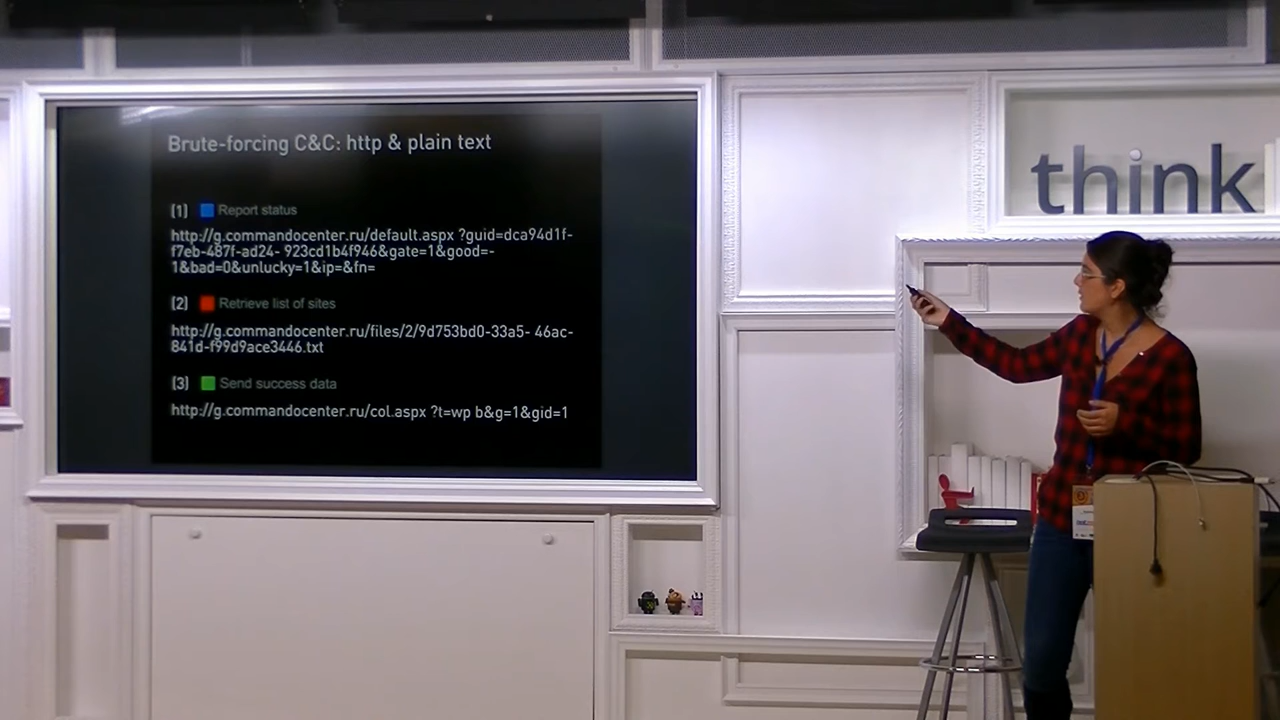 Brute-forcing C&C: http & plain text
[1] Report status
http://g.commandocenter.ru/default.aspx ?guid=dca94d1f-
f7eb-487f-ad24- 923cd1b4f946&gate=1&good=-
1&bad=0&unlucky=1&ip=&fn=
[2] Retrieve list of sites
http://g.commandocenter.ru/files/2/9d753bd0-33a5- 46ac-
841d-f99d9ace3446.txt
[3] Send success data
http://g.commandocenter.ru/col.aspx ?t=wp b&g=1&gid=1
think